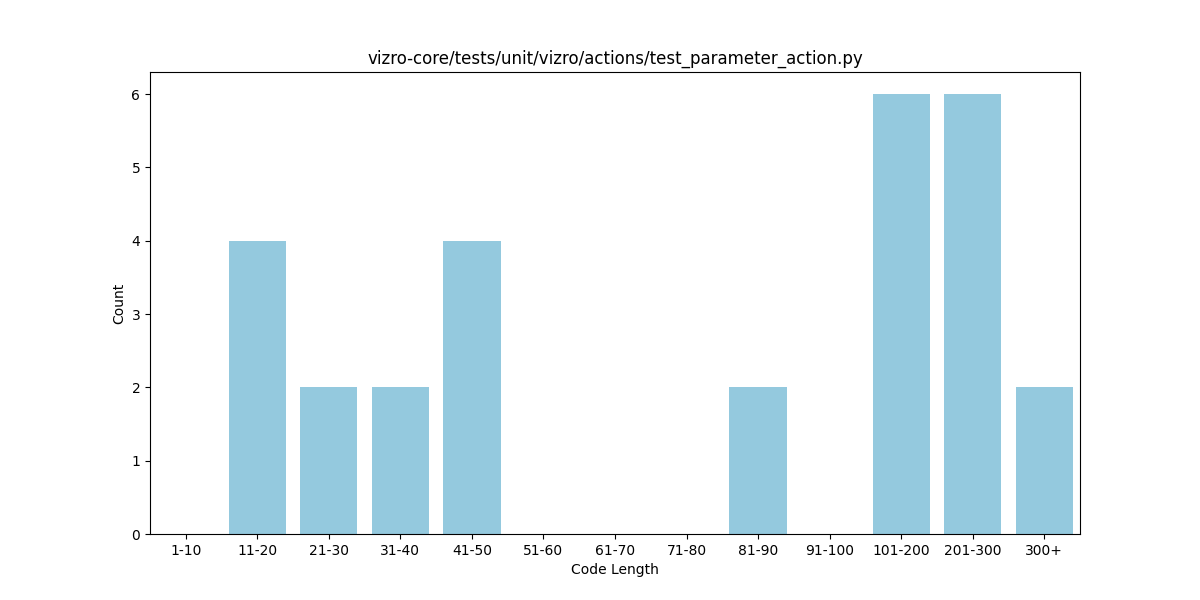 vizro-core/tests/unit/vizro/actions/test_parameter_action.py
6
5
4
3
2
1
0
Count
1-10 11-20 21-30 31-40 41-50 51-60 61-70 71-80 81-90 91-100 101-200 201-300 300+
Code Length